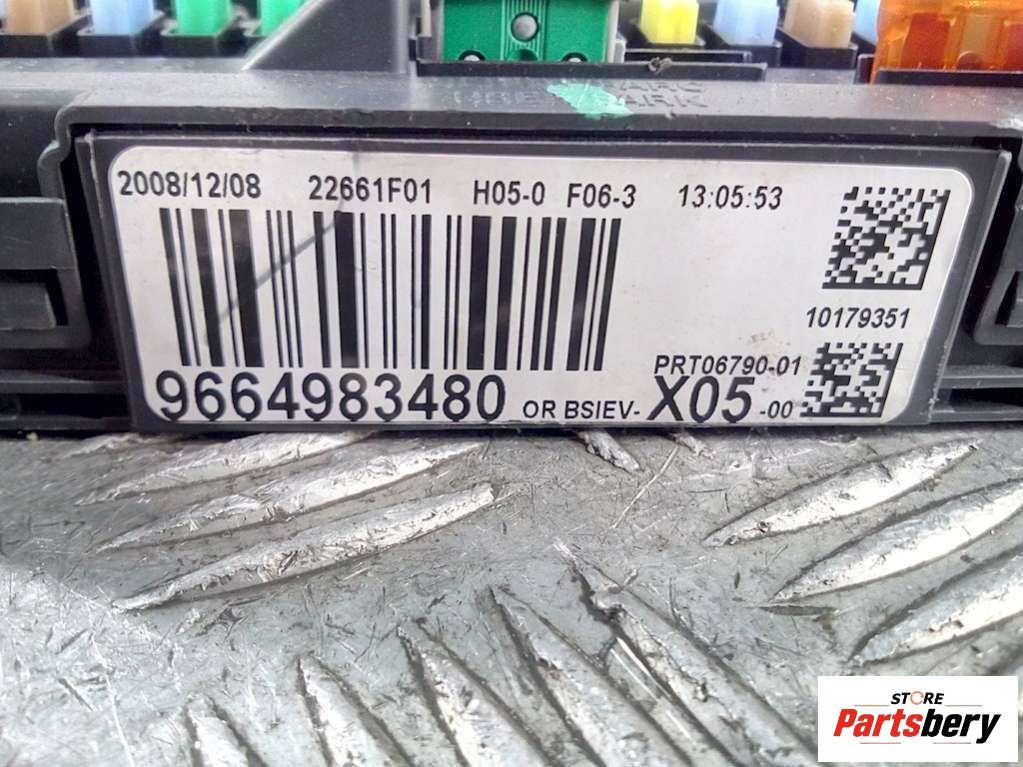 2008/12/08 22661F01 H05-0 F06-3 13:05:53
10179351
PRT06790-01
9664983480 OR BSIEV-X05-00
STORE
Partsbery